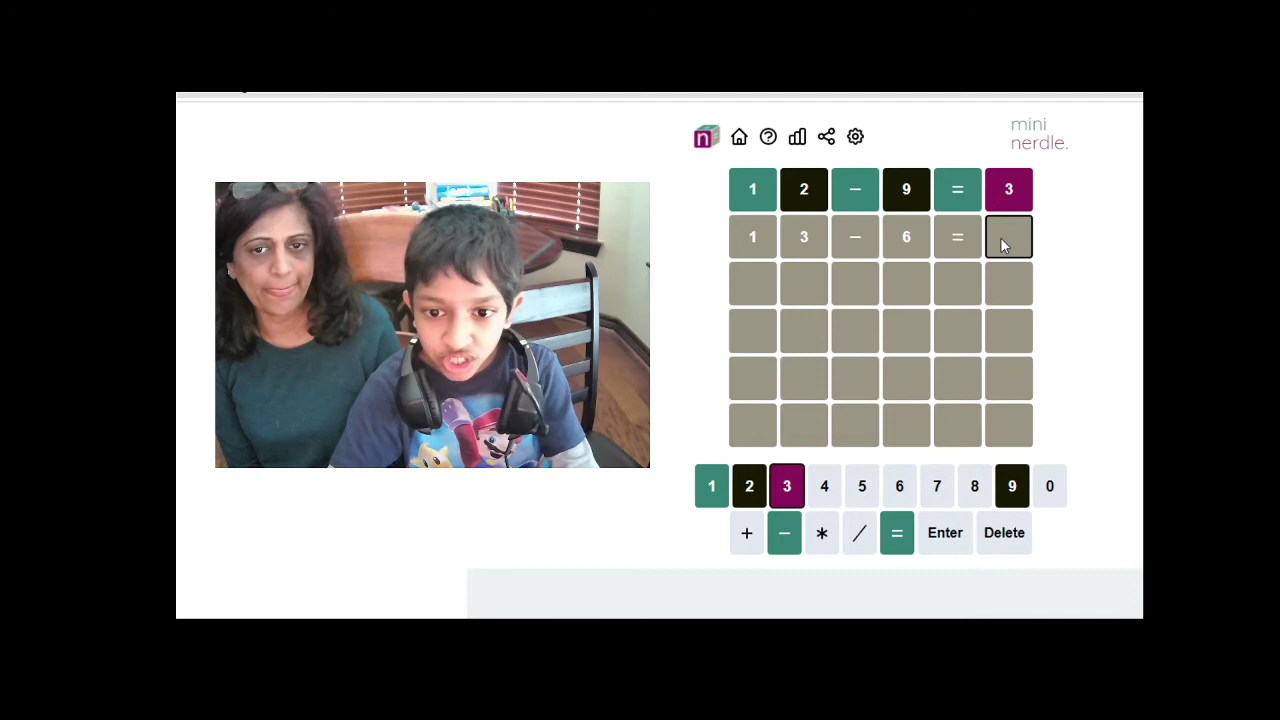 mini
nerdle.
n
1 2 − 9 = 3
1 3 − 6 =
1 2 3 4 5 6 7 8 9 0
+ − * / = Enter Delete